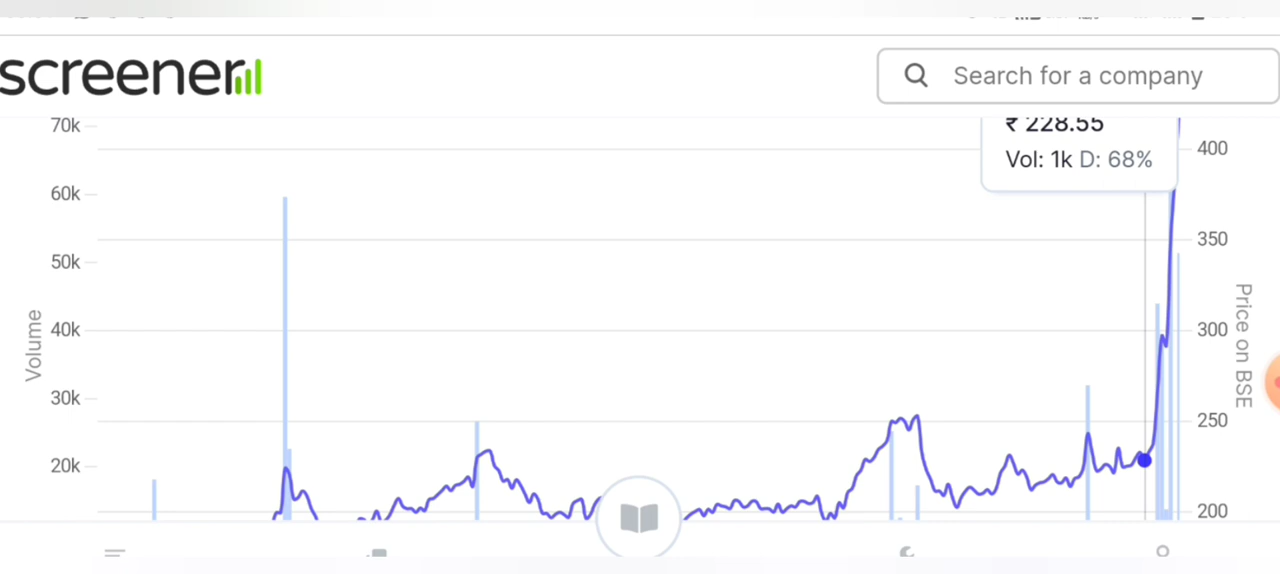 screener
Search for a company
70k
60k
50k
40k
30k
20k
Volume
₹ 228.55
Vol: 1k D: 68%
400
350
300
250
200
Price on BSE